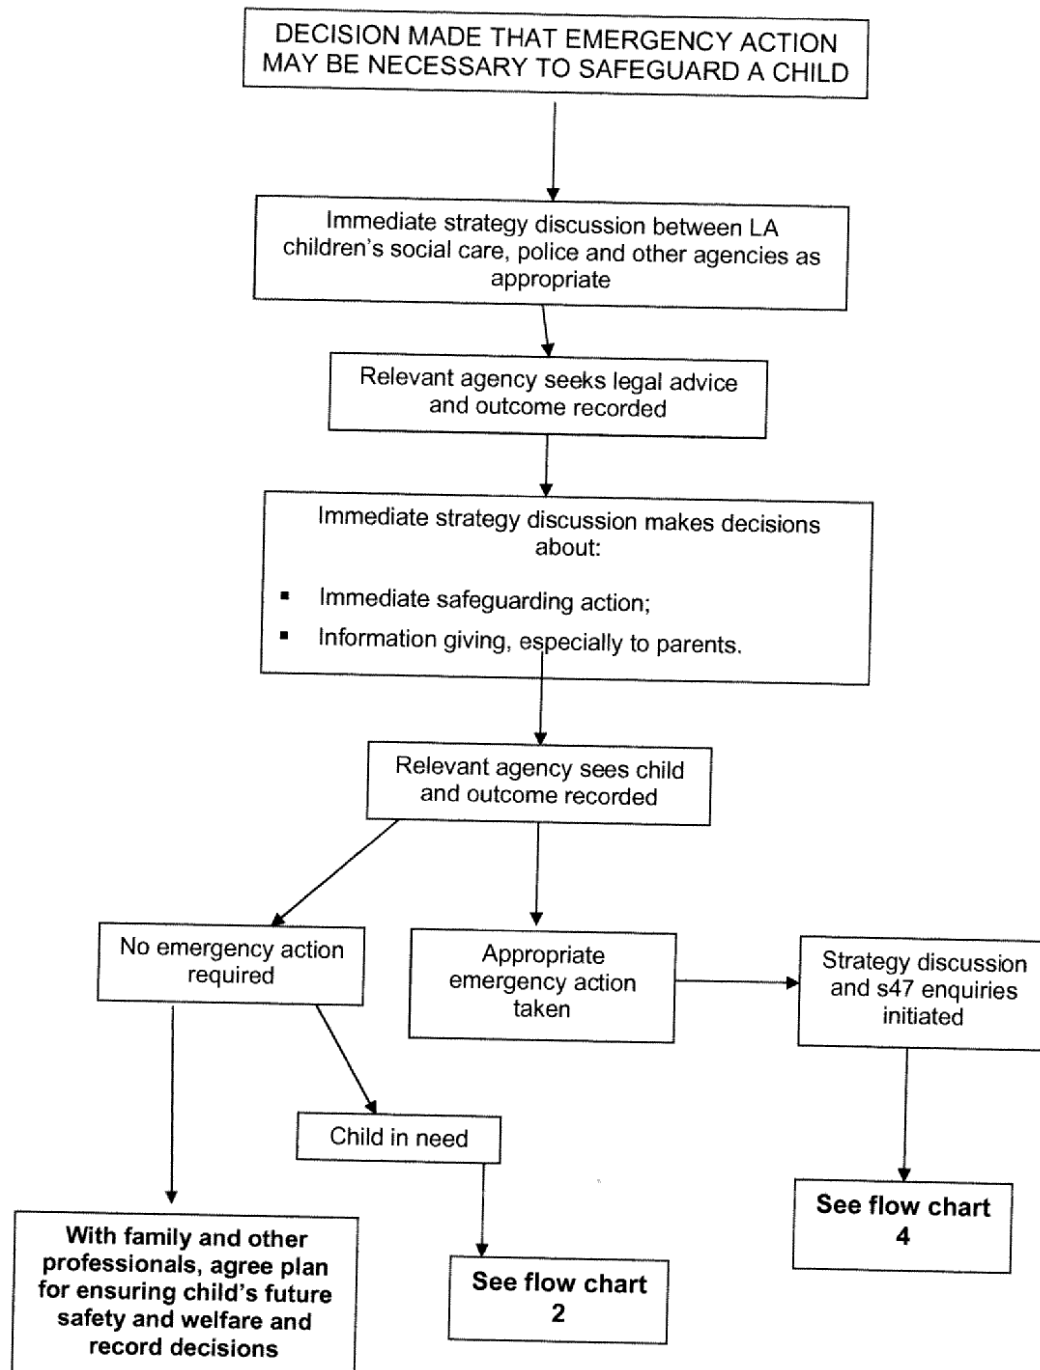 DECISION MADE THAT EMERGENCY ACTION
MAY BE NECESSARY TO SAFEGUARD A CHILD
Immediate strategy discussion between LA
children's social care, police and other agencies as
appropriate
Relevant agency seeks legal advice
and outcome recorded
Immediate strategy discussion makes decisions
about:
▪ Immediate safeguarding action;
▪ Information giving, especially to parents.
Relevant agency sees child
and outcome recorded
No emergency action
required
Appropriate
emergency action
taken
Strategy discussion
and s47 enquiries
initiated
Child in need
With family and other
professionals, agree plan
for ensuring child's future
safety and welfare and
record decisions
See flow chart
2
See flow chart
4